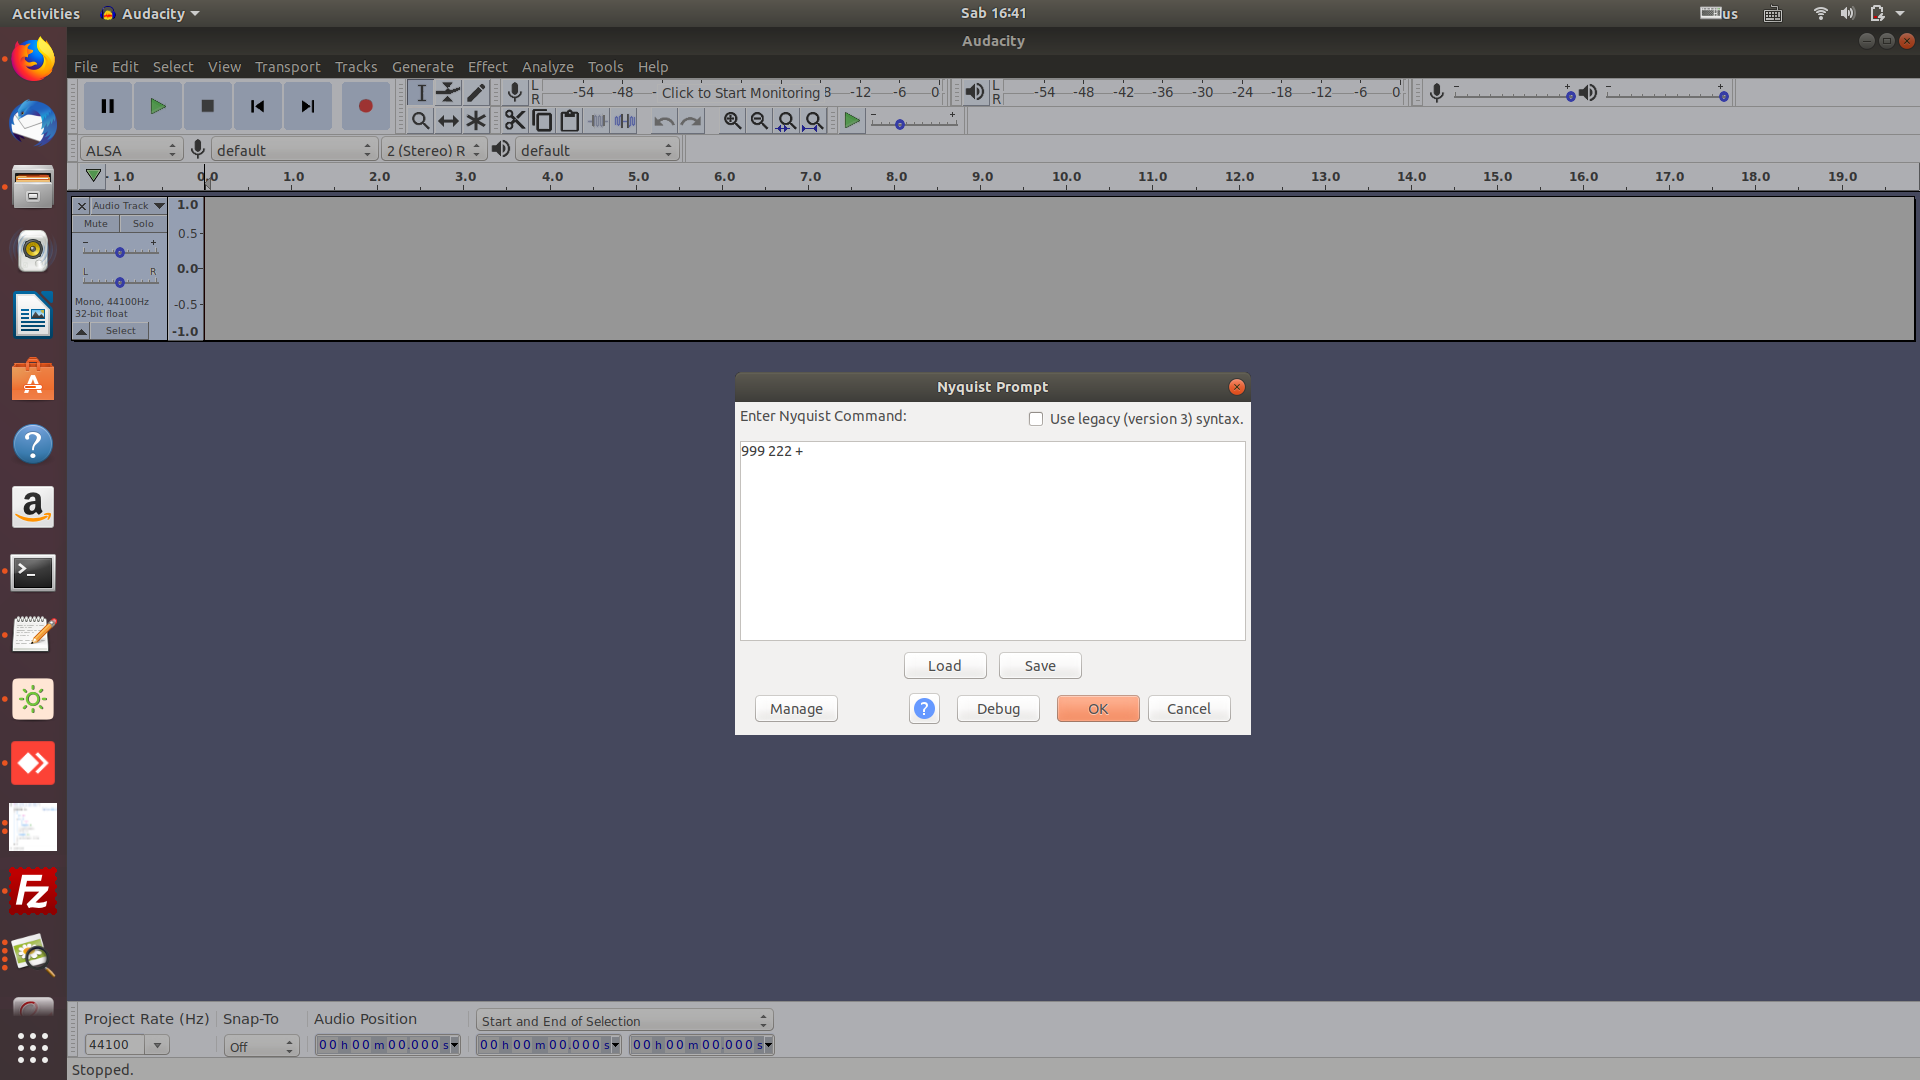 Activities Audacity Sab 16:41 us
Audacity
File Edit Select View Transport Tracks Generate Effect Analyze Tools Help
L R -54 -48 - Click to Start Monitoring 8 -12 -6 0 L R -54 -48 -42 -36 -30 -24 -18 -12 -6 0 - + - +
- +
ALSA default 2 (Stereo) R default
- 1.0 0.0 1.0 2.0 3.0 4.0 5.0 6.0 7.0 8.0 9.0 10.0 11.0 12.0 13.0 14.0 15.0 16.0 17.0 18.0 19.0
Audio Track 1.0
Mute Solo
- + 0.5
L R 0.0
Mono, 44100Hz -0.5
32-bit float
Select -1.0
Nyquist Prompt
Enter Nyquist Command: Use legacy (version 3) syntax.
999 222 +
Load Save
Manage ? Debug OK Cancel
Project Rate (Hz) Snap-To Audio Position Start and End of Selection
44100 Off 00 h 00 m 00.000 s 00 h 00 m 00.000 s 00 h 00 m 00.000 s
Stopped.